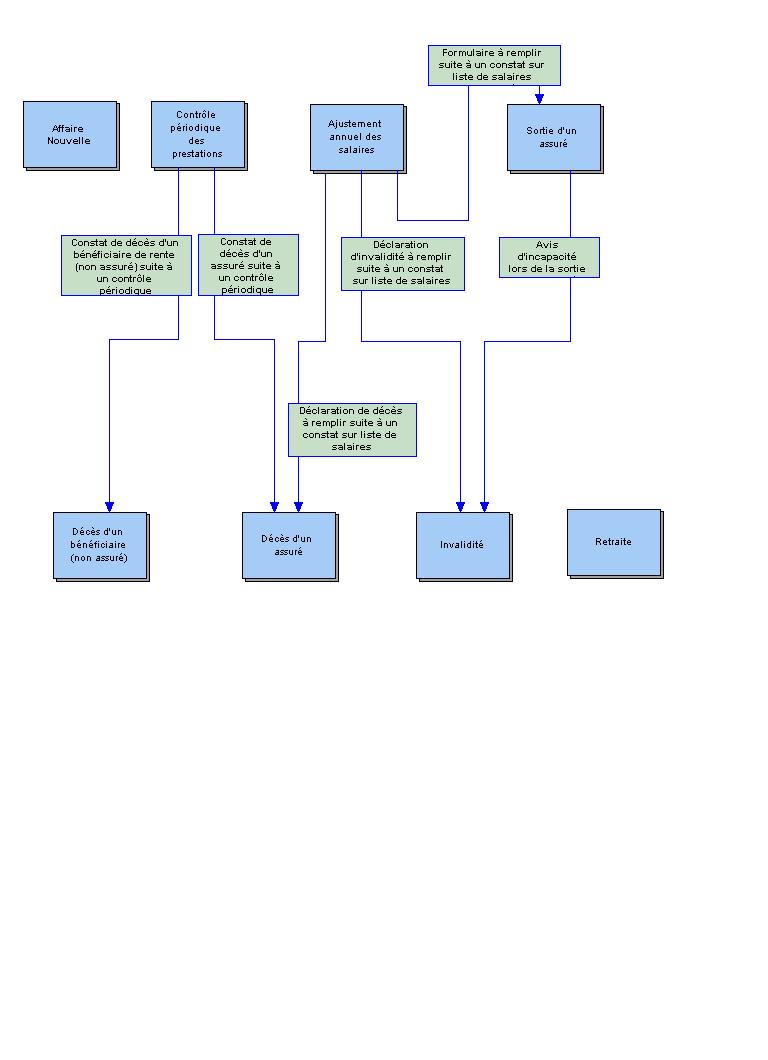 Formulaire à remplir
suite à un constat sur
liste de salaires
Affaire
Nouvelle
Contrôle
périodique
des
prestations
Ajustement
annuel des
salaires
Sortie d'un
assuré
Constat de décès d'un
bénéficiaire de rente
(non assuré) suite à
un contrôle
périodique
Constat de
décès d'un
assuré suite à
un contrôle
périodique
Déclaration
d'invalidité à remplir
suite à un constat
sur liste de salaires
Avis
d'incapacité
lors de la sortie
Déclaration de décès
à remplir suite à un
constat sur liste de
salaires
Décès d'un
bénéficiaire
(non assuré)
Décès d'un
assuré
Invalidité
Retraite